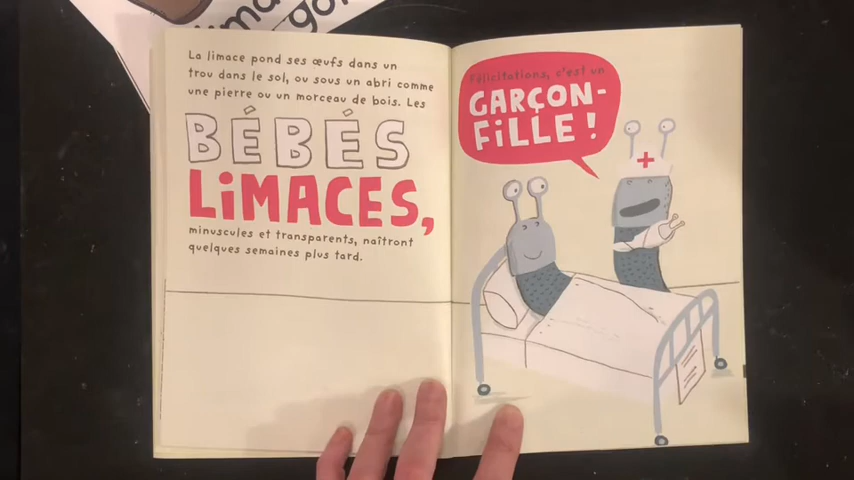 La limace pond ses œufs dans un
trou dans le sol, ou sous un abri comme
une pierre ou un morceau de bois. Les
BÉBÉS
LiMACES,
minuscules et transparents, naîtront
quelques semaines plus tard.
Félicitations, c'est un
GARÇON-
FiLLE !